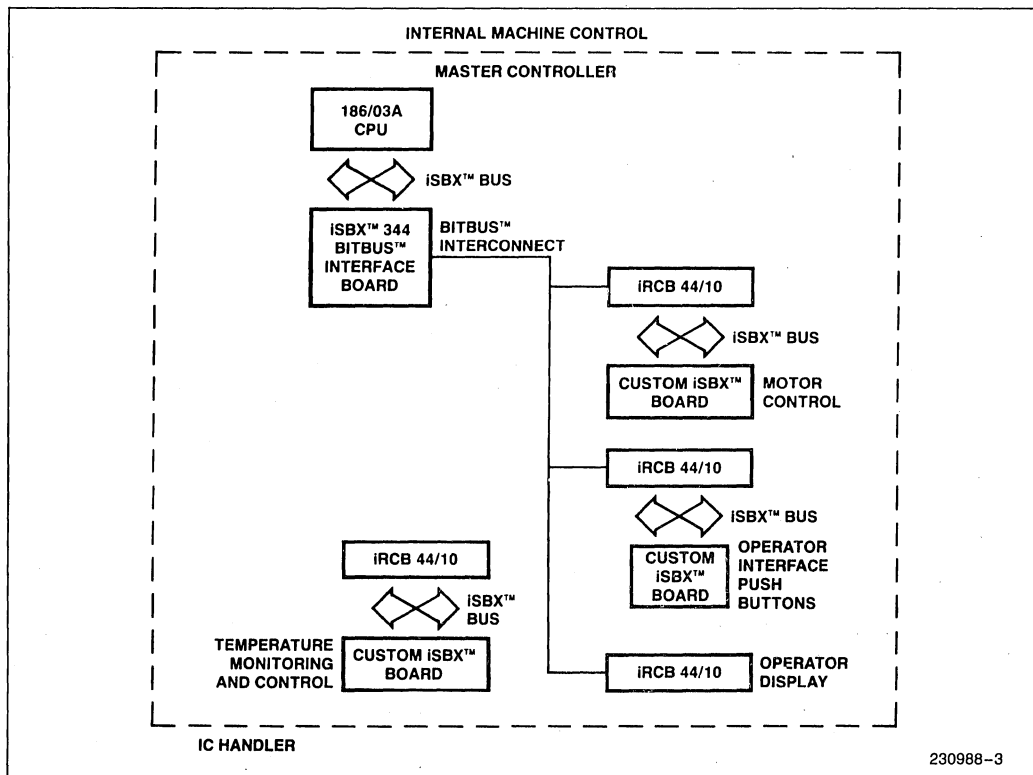 INTERNAL MACHINE CONTROL
MASTER CONTROLLER
186/03A
CPU
iSBX™ BUS
iSBX™ 344
BITBUS™
INTERFACE
BOARD
BITBUS™
INTERCONNECT
iRCB 44/10
iSBX™ BUS
CUSTOM iSBX™
BOARD
MOTOR
CONTROL
iRCB 44/10
iSBX™ BUS
CUSTOM
iSBX™
BOARD
OPERATOR
INTERFACE
PUSH
BUTTONS
iRCB 44/10
iSBX™
BUS
TEMPERATURE
MONITORING
AND CONTROL
CUSTOM iSBX™
BOARD
iRCB 44/10
OPERATOR
DISPLAY
IC HANDLER
230988-3